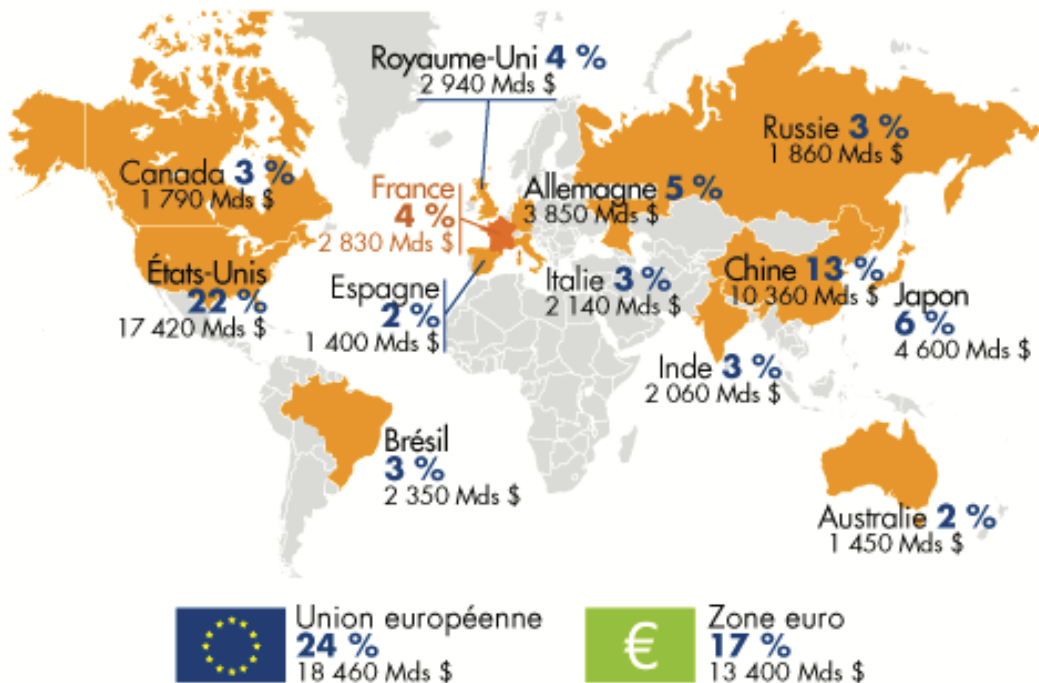 Royaume-Uni 4 %
2 940 Mds $
Russie 3 %
1 860 Mds $
Canada 3 %
1 790 Mds $
France
4 %
2 830 Mds $
Allemagne 5 %
3 850 Mds $
États-Unis
22 %
17 420 Mds $
Espagne
2 %
1 400 Mds $
Italie 3 %
2 140 Mds $
Chine 13 %
10 360 Mds $
Japon
6 %
4 600 Mds $
Inde 3 %
2 060 Mds $
Brésil
3 %
2 350 Mds $
Australie 2 %
1 450 Mds $
Union européenne
24 %
18 460 Mds $
€
Zone euro
17 %
13 400 Mds $